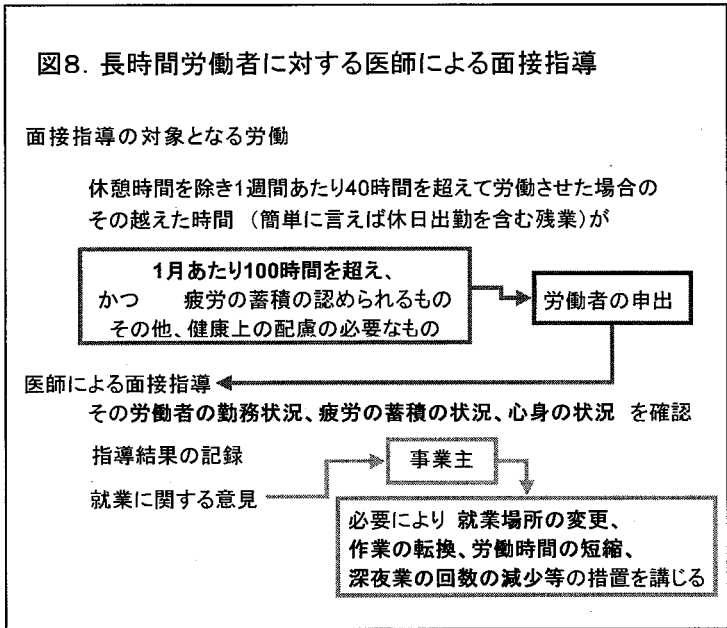 図8．長時間労働者に対する医師による面接指導
面接指導の対象となる労働
休憩時間を除き1週間あたり40時間を超えて労働させた場合の
その越えた時間 （簡単に言えば休日出勤を含む残業）が
1月あたり100時間を超え、
かつ 疲労の蓄積の認められるもの
その他、健康上の配慮の必要なもの
労働者の申出
医師による面接指導
その労働者の勤務状況、疲労の蓄積の状況、心身の状況 を確認
指導結果の記録
事業主
就業に関する意見
必要により 就業場所の変更、
作業の転換、労働時間の短縮、
深夜業の回数の減少等の措置を講じる